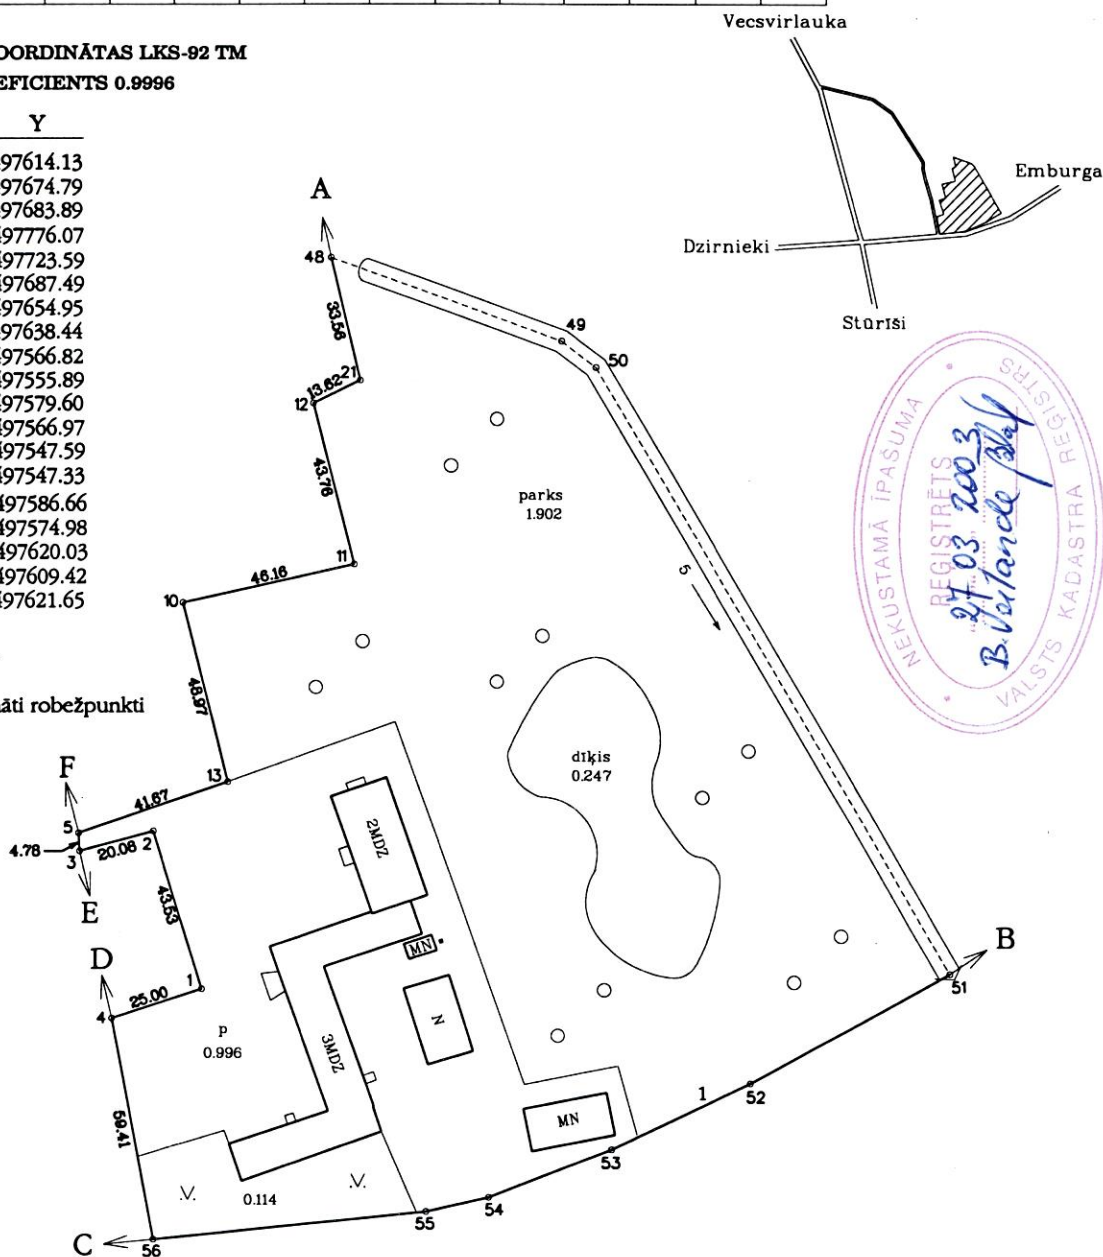 OORDINĀTAS LKS-92 TM
EFICIENTS 0.9996
Y
97614.13
97674.79
97683.89
497776.07
497723.59
497687.49
497654.95
497638.44
497566.82
497555.89
497579.60
497566.97
497547.59
497547.33
497586.66
497574.98
497620.03
497609.42
497621.65
āti robežpunkti
Vecsvirlauka
Emburga
Dzirnieki
Stūrīši
A
48
33.56
49
50
21
13.62
12
43.76
parks
1.902
11
46.16
10
5
48.97
dīķis
0.247
13
F
41.67
5
4.78
3
20.08
2
2MDZ
E
43.53
MN
D
B
1
25.00
51
4
p
0.996
N
3MDZ
59.41
1
52
MN
53
.V.
0.114
.V.
54
55
C
56
NEKUSTAMĀ ĪPAŠUMA
VALSTS KADASTRA REĢISTRS
REĢISTRĒTS
27 03 2003